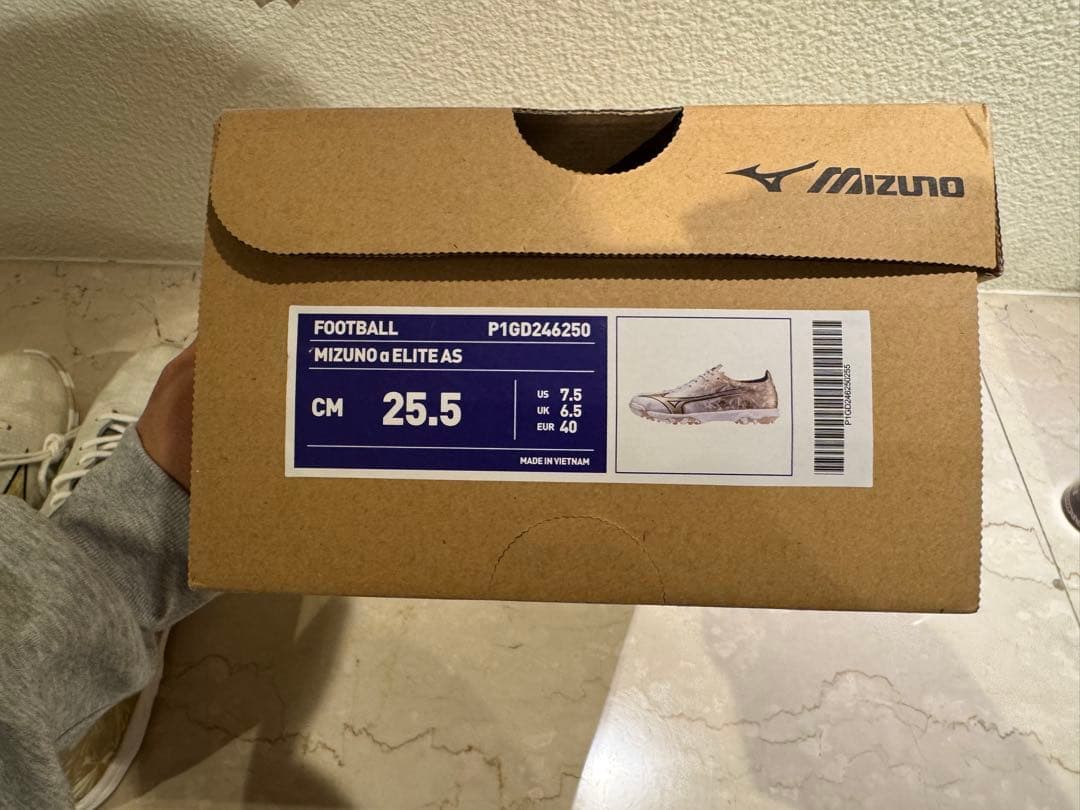 MIZUNO
FOOTBALL P1GD246250
MIZUNO α ELITE AS
CM 25.5
US 7.5
UK 6.5
EUR 40
MADE IN VIETNAM
P1GD246250255